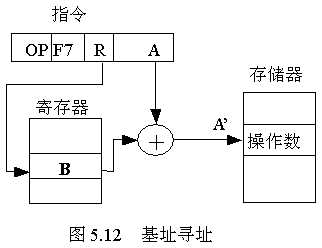 指令
OP F7 R A
存储器
寄存器
A'
操作数
B
+
图 5.12 基址寻址